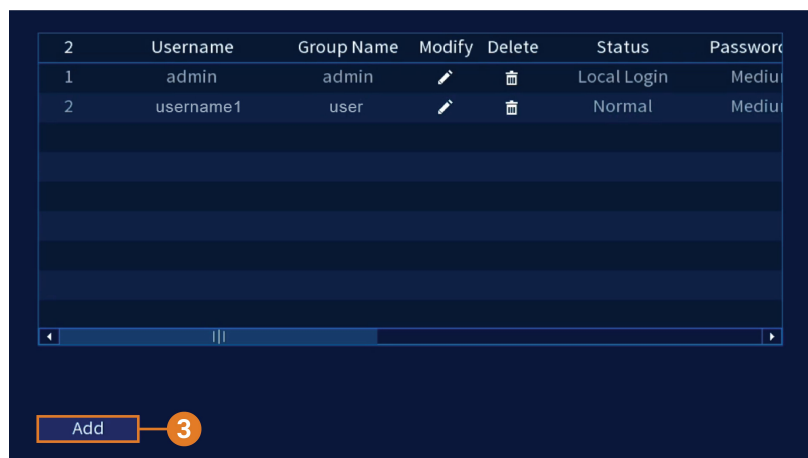 2 Username Group Name Modify Delete Status Password
1 admin admin Local Login Mediu
2 username1 user Normal Mediu
Add 3